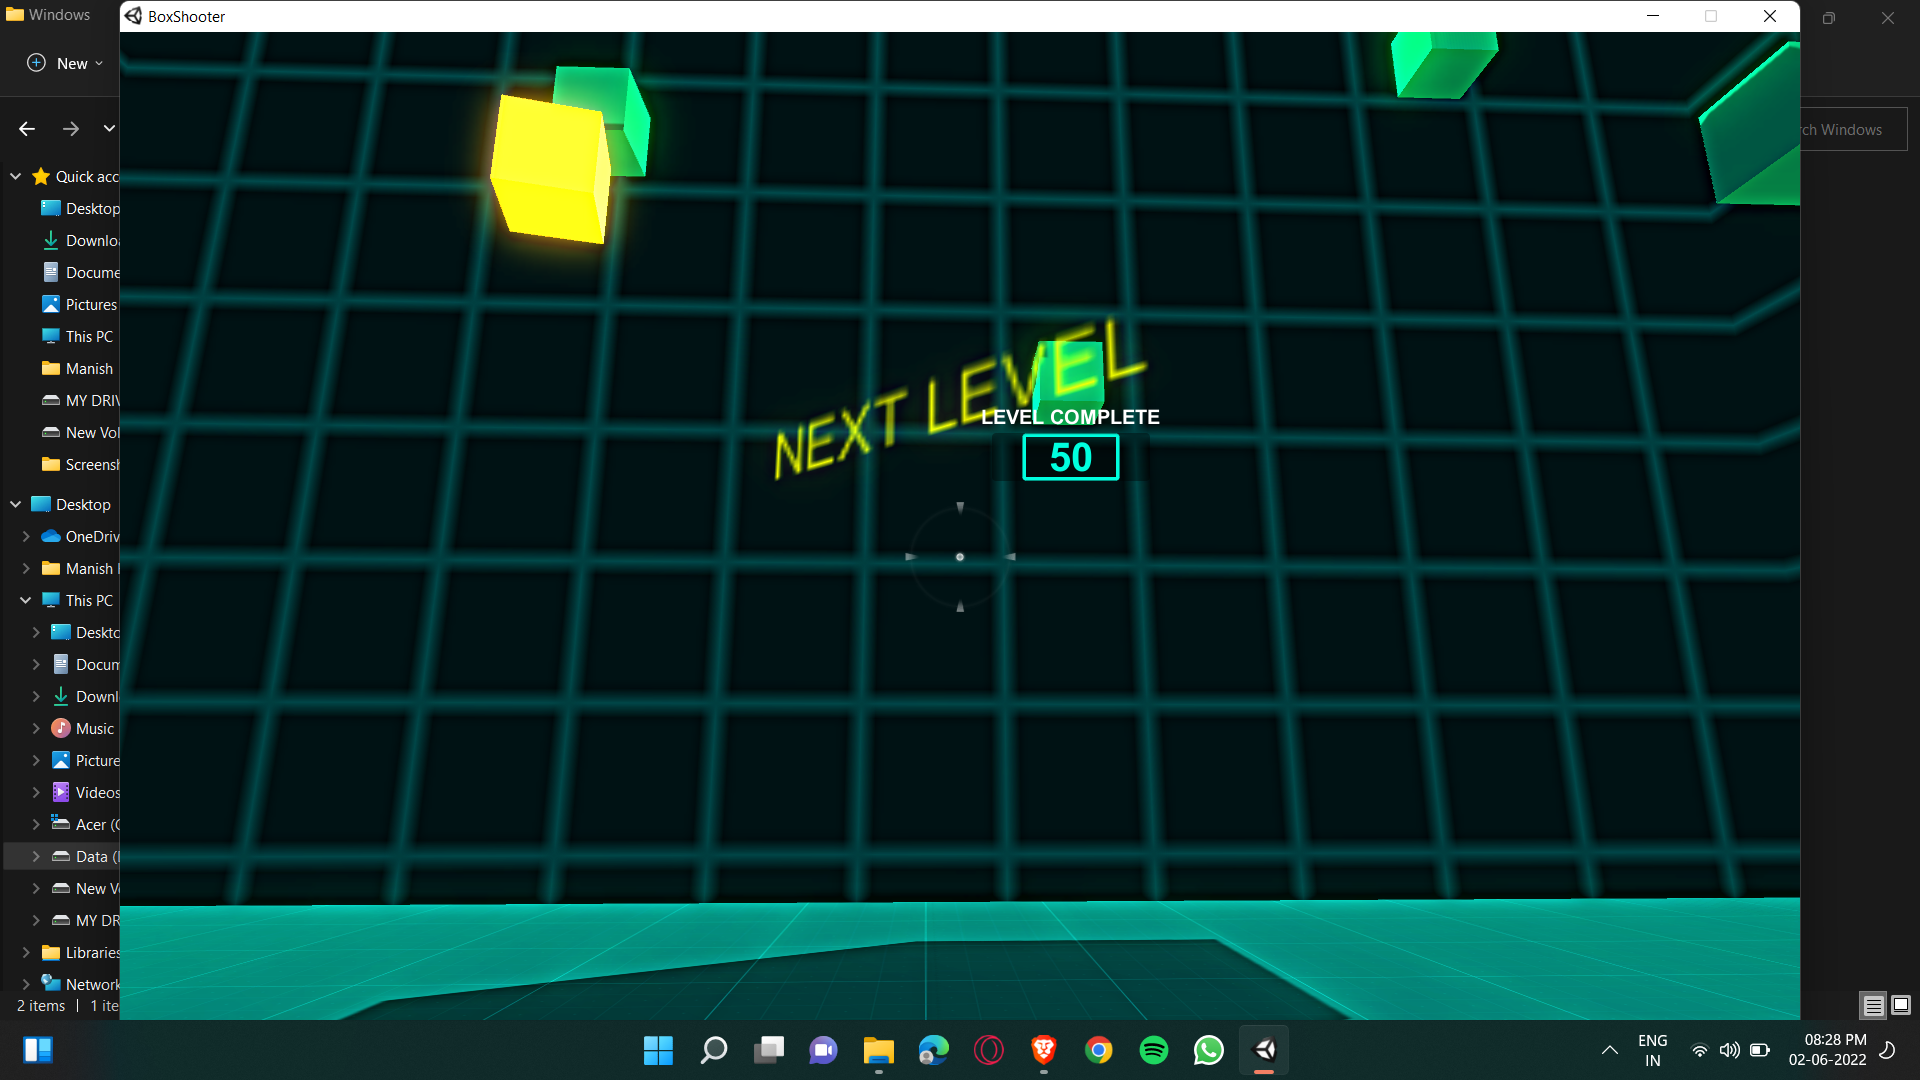 Windows
BoxShooter
New
rch Windows
Quick acc
Desktop
Downlo
Docume
Pictures
This PC
Manish
MY DRIV
New Vol
Screensh
Desktop
OneDriv
Manish
This PC
Deskto
Docum
Downl
Music
Picture
Videos
Acer (C
Data (
New Vo
MY DR
Libraries
Network
2 items
1 ite
NEXT LEVEL
LEVEL COMPLETE
50
ENG
IN
08:28 PM
02-06-2022